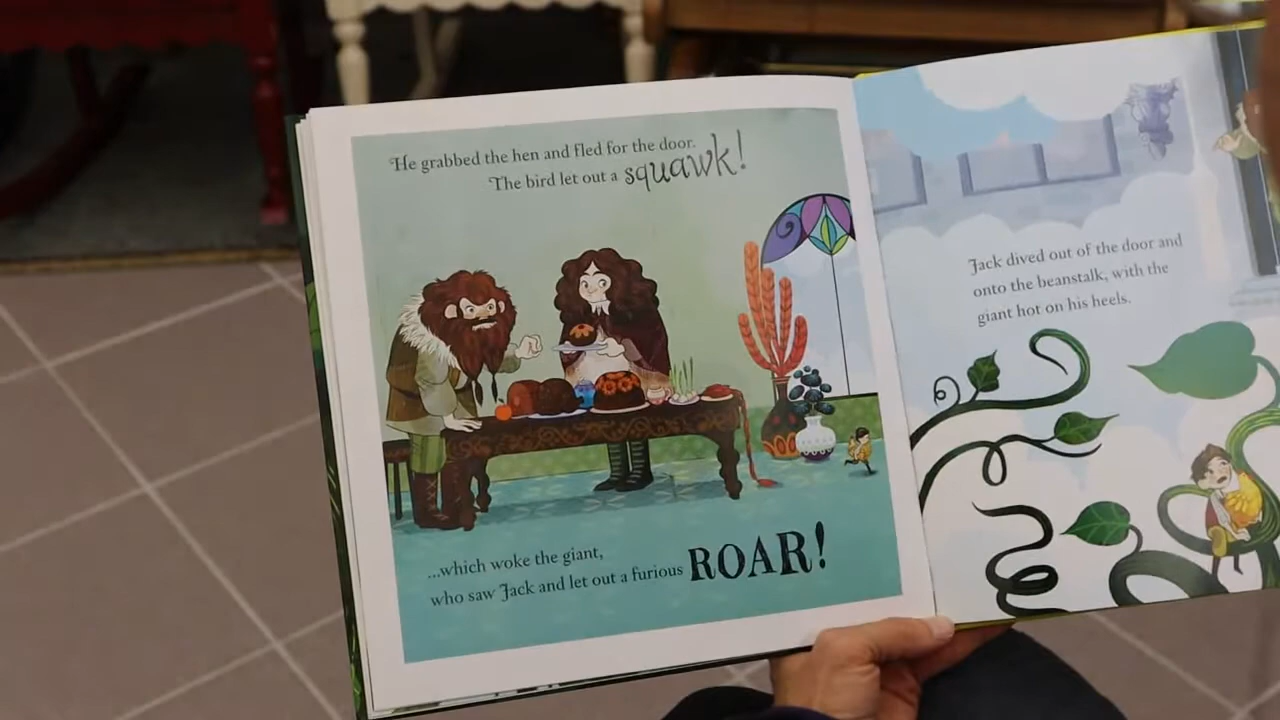 He grabbed the hen and fled for the door.
The bird let out a squawk!
...which woke the giant,
who saw Jack and let out a furious ROAR!
Jack dived out of the door and
onto the beanstalk, with the
giant hot on his heels.